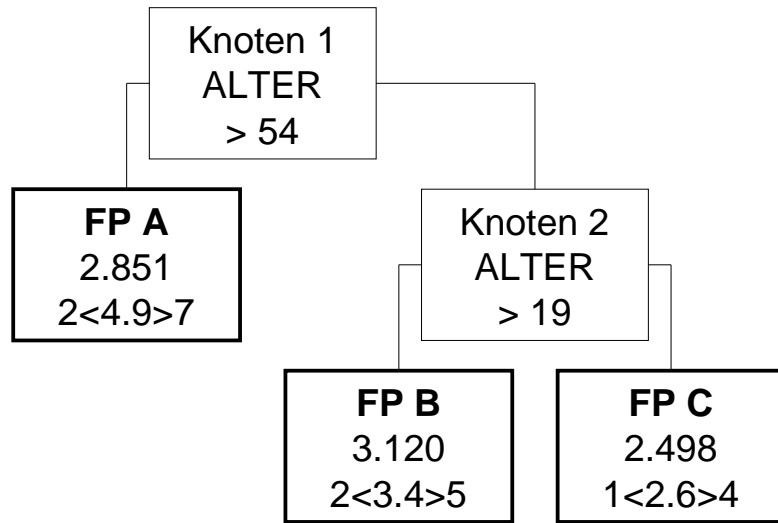 Knoten 1
ALTER
> 54
FP A
2.851
2<4.9>7
Knoten 2
ALTER
> 19
FP B
3.120
2<3.4>5
FP C
2.498
1<2.6>4